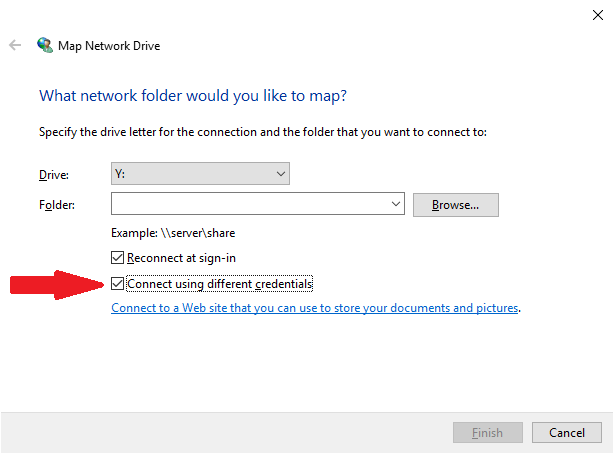 Map Network Drive
What network folder would you like to map?
Specify the drive letter for the connection and the folder that you want to connect to:
Drive: Y:
Folder: Browse...
Example: \\server\share
Reconnect at sign-in
Connect using different credentials
Connect to a Web site that you can use to store your documents and pictures.
Finish Cancel